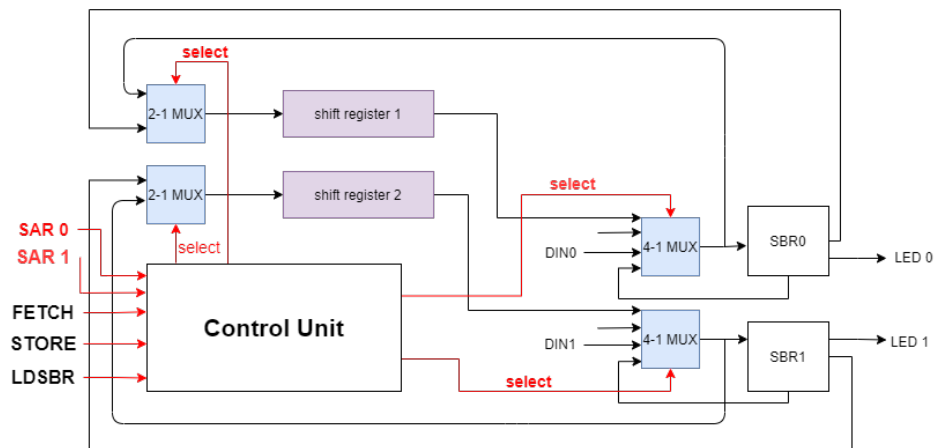 select
2-1 MUX
shift register 1
2-1 MUX
shift register 2
select
SAR 0
select
SAR 1
DIN0
4-1 MUX
SBR0
LED 0
FETCH
Control Unit
STORE
DIN1
4-1 MUX
SBR1
LED 1
LDSBR
select